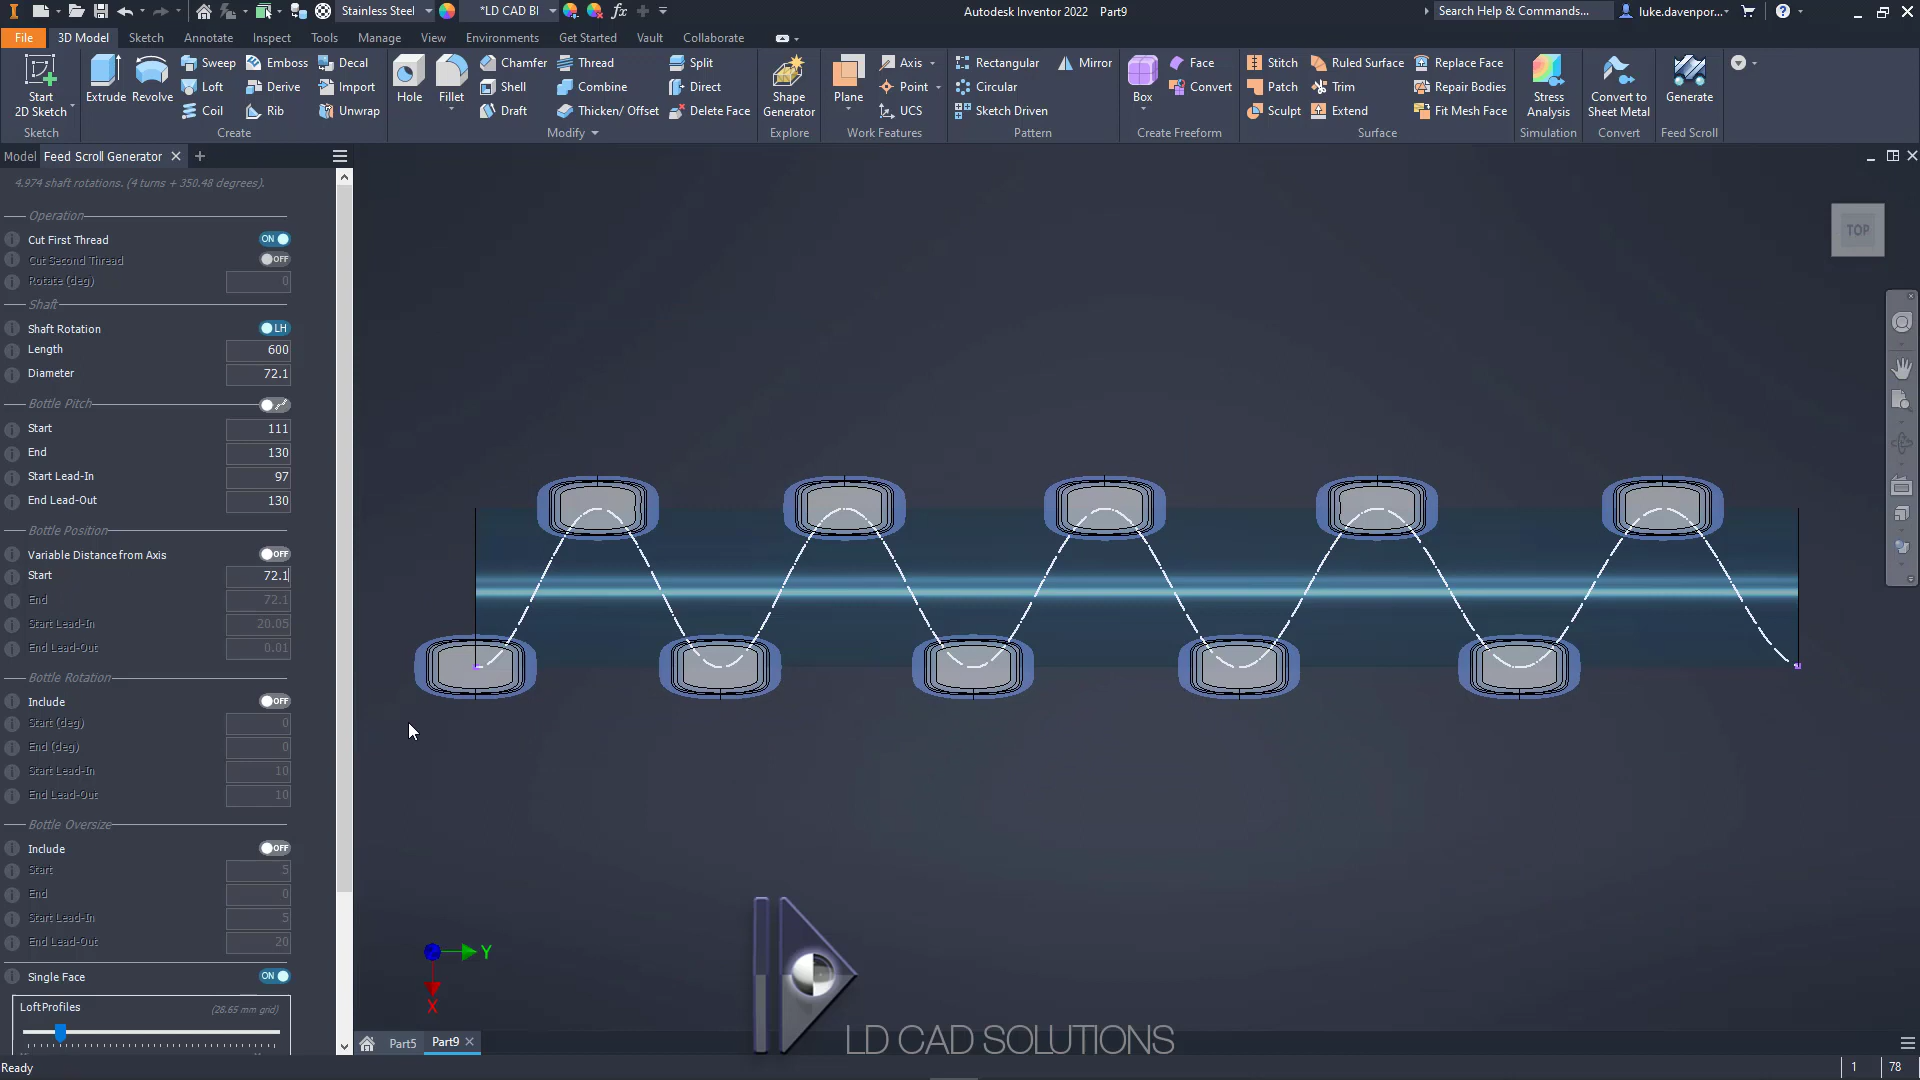 Stainless Steel
*LD CAD Bl
Autodesk Inventor 2022 Part9
Search Help & Commands...
luke.davenpor...
File
3D Model
Sketch
Annotate
Inspect
Tools
Manage
View
Environments
Get Started
Vault
Collaborate
Start
2D Sketch
Extrude
Revolve
Sweep
Loft
Coil
Emboss
Derive
Rib
Decal
Import
Unwrap
Hole
Fillet
Chamfer
Shell
Draft
Thread
Combine
Thicken/ Offset
Split
Direct
Delete Face
Shape
Generator
Plane
Axis
Point
UCS
Rectangular
Circular
Sketch Driven
Mirror
Box
Face
Convert
Stitch
Patch
Sculpt
Ruled Surface
Trim
Extend
Replace Face
Repair Bodies
Fit Mesh Face
Stress
Analysis
Convert to
Sheet Metal
Generate
Sketch
Create
Modify
Explore
Work Features
Pattern
Create Freeform
Surface
Simulation
Convert
Feed Scroll
Model
Feed Scroll Generator
4.974 shaft rotations. (4 turns + 350.48 degrees).
Operation
Cut First Thread ON
Cut Second Thread OFF
Rotate (deg) 0
Shaft
Shaft Rotation LH
Length 600
Diameter 72.1
Bottle Pitch
Start 111
End 130
Start Lead-In 97
End Lead-Out 130
Bottle Position
Variable Distance from Axis OFF
Start 72.1
End 72.1
Start Lead-In 20.05
End Lead-Out 0.01
Bottle Rotation
Include OFF
Start (deg) 0
End (deg) 0
Start Lead-In 10
End Lead-Out 10
Bottle Oversize
Include OFF
Start 5
End 0
Start Lead-In 5
End Lead-Out 20
Single Face ON
Loft Profiles (28.65 mm grid)
TOP
Y
X
LD CAD SOLUTIONS
Part5
Part9
Ready
1
78